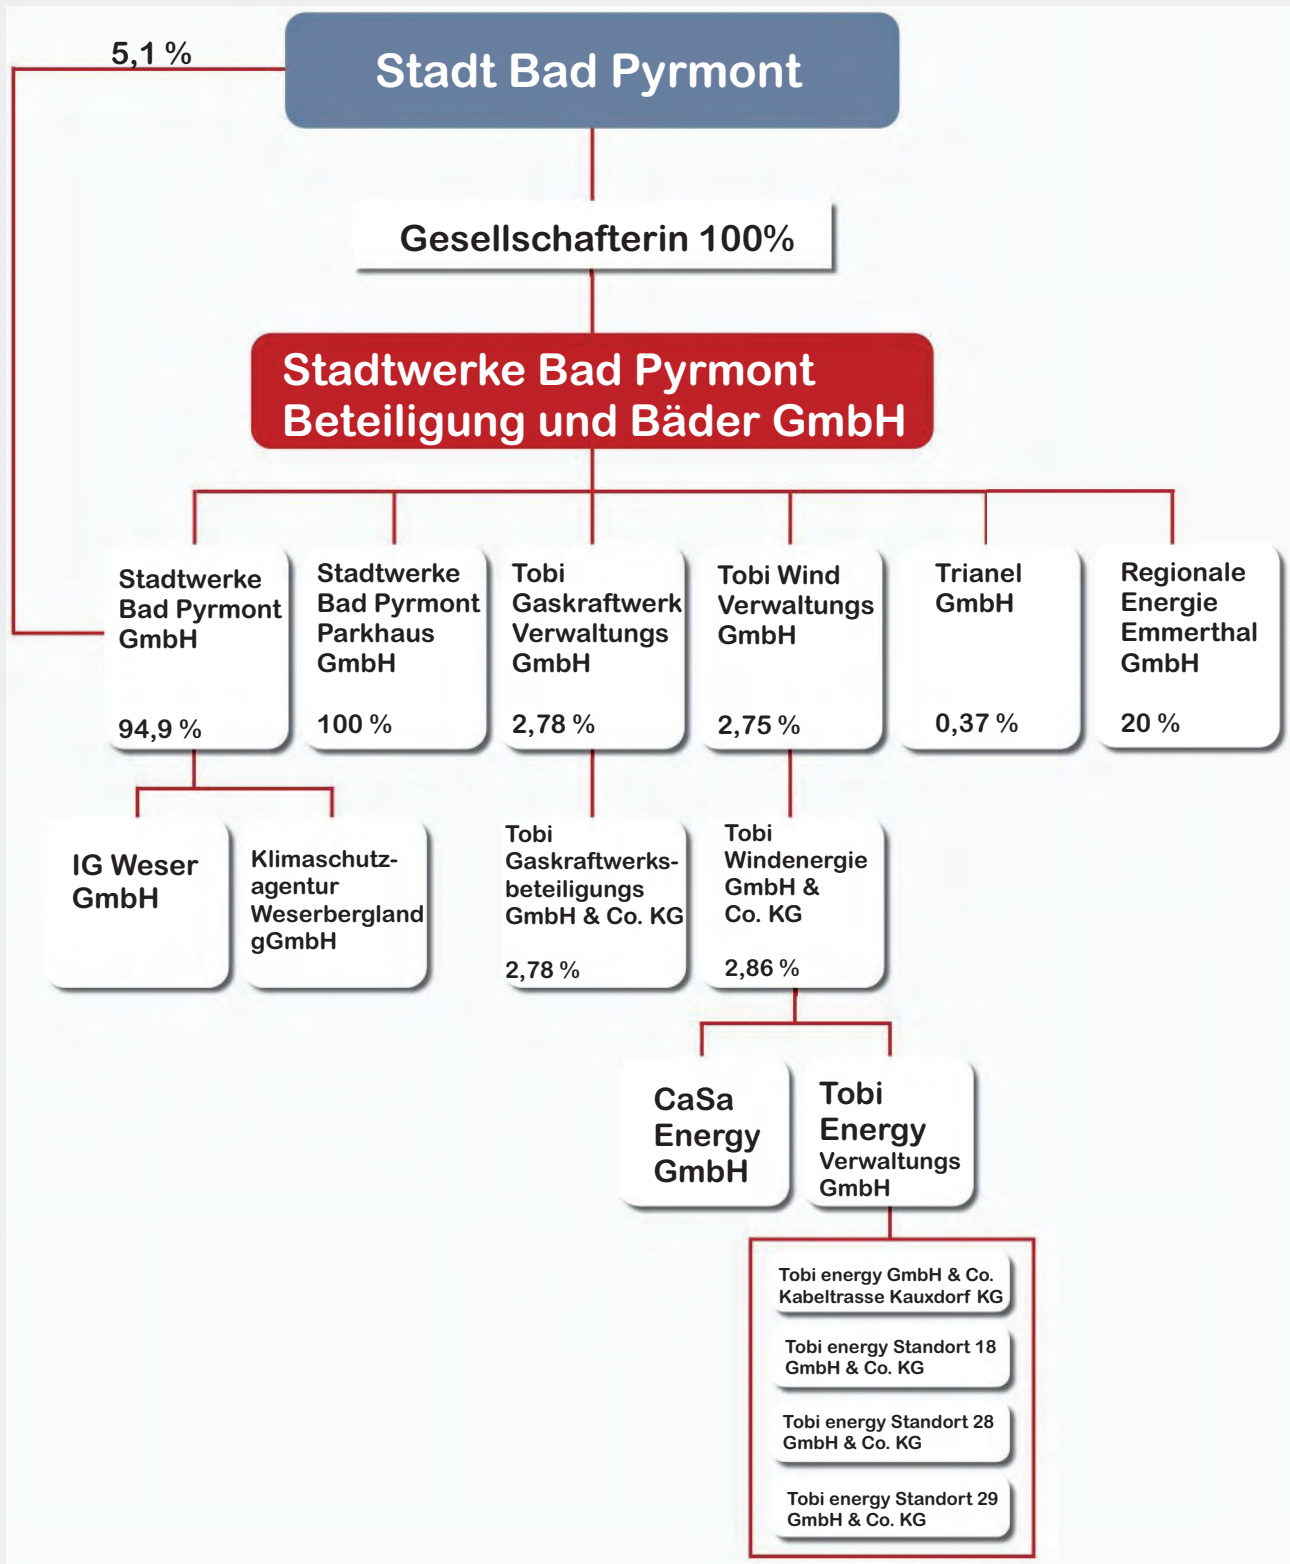 5,1 %
Stadt Bad Pyrmont
Gesellschafterin 100%
Stadtwerke Bad Pyrmont
Beteiligung und Bäder GmbH
Stadtwerke
Bad Pyrmont
GmbH
94,9 %
Stadtwerke
Bad Pyrmont
Parkhaus
GmbH
100 %
Tobi
Gaskraftwerk
Verwaltungs
GmbH
2,78 %
Tobi Wind
Verwaltungs
GmbH
2,75 %
Trianel
GmbH
0,37 %
Regionale
Energie
Emmerthal
GmbH
20 %
IG Weser
GmbH
Klimaschutz-
agentur
Weserbergland
gGmbH
Tobi
Gaskraftwerks-
beteiligungs
GmbH & Co. KG
2,78 %
Tobi
Windenergie
GmbH &
Co. KG
2,86 %
CaSa
Energy
GmbH
Tobi
Energy
Verwaltungs
GmbH
Tobi energy GmbH & Co.
Kabeltrasse Kauxdorf KG
Tobi energy Standort 18
GmbH & Co. KG
Tobi energy Standort 28
GmbH & Co. KG
Tobi energy Standort 29
GmbH & Co. KG